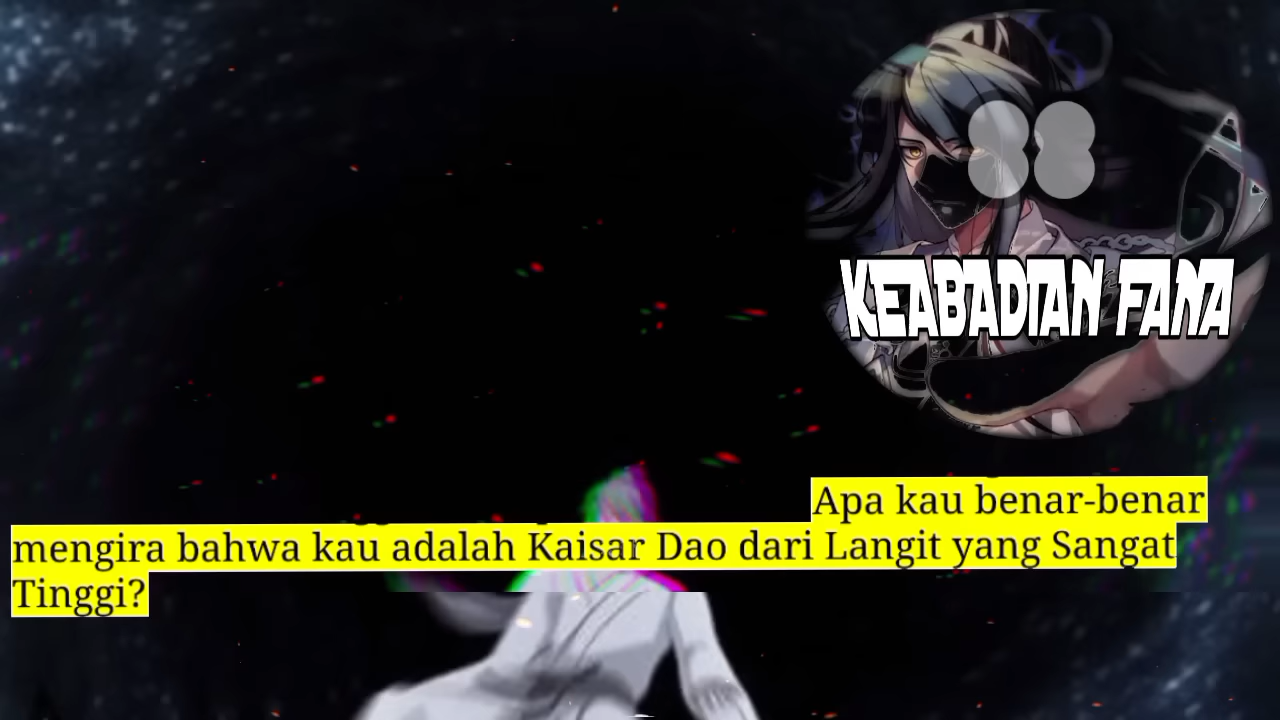 KEABADIAN FANA
Apa kau benar-benar
mengira bahwa kau adalah Kaisar Dao dari Langit yang Sangat
Tinggi?